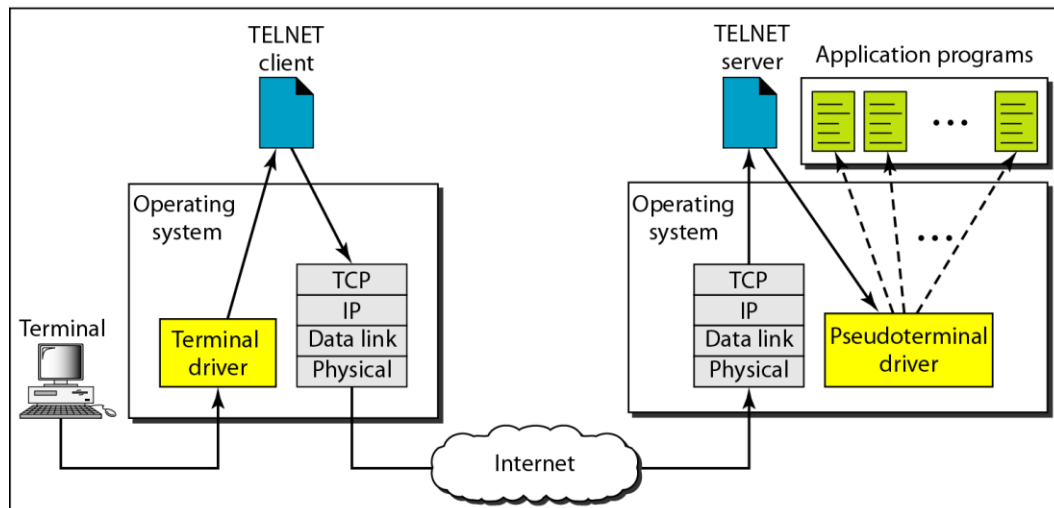 TELNET
client
TELNET
server
Application programs
Operating
system
TCP
IP
Data link
Physical
Terminal
Terminal
driver
Operating
system
TCP
IP
Data link
Physical
Pseudoterminal
driver
Internet